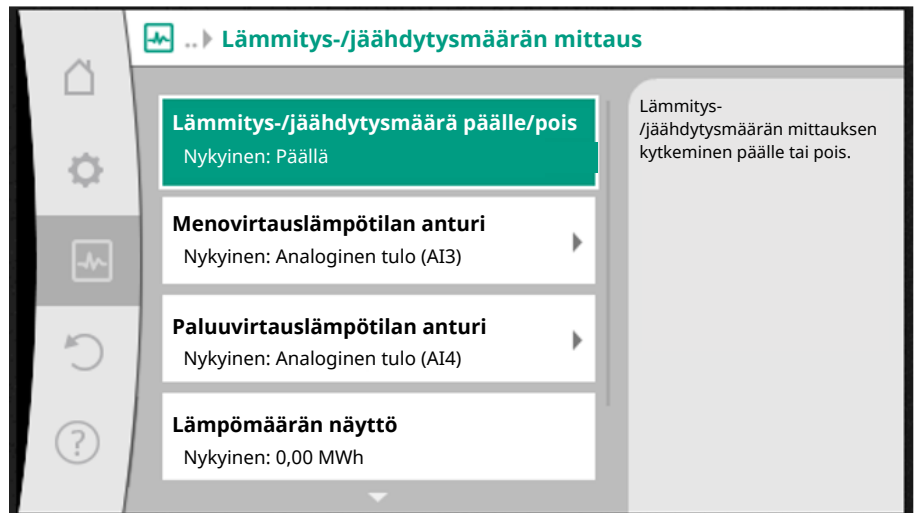 ..▶ Lämmitys-/jäähdytysmäärän mittaus
Lämmitys-/jäähdytysmäärä päälle/pois
Nykyinen: Päällä
Menovirtauslämpötilan anturi
Nykyinen: Analoginen tulo (AI3)
Paluuvirtauslämpötilan anturi
Nykyinen: Analoginen tulo (AI4)
Lämpömäärän näyttö
Nykyinen: 0,00 MWh
Lämmitys-
/jäähdytysmäärän mittauksen
kytkeminen päälle tai pois.
?